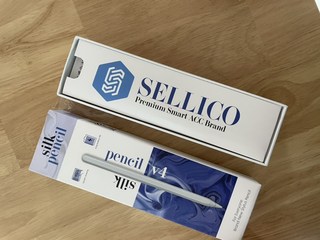 SELLICO
Premium Smart ACC Brand
silk
pencil
pencil v4
silk